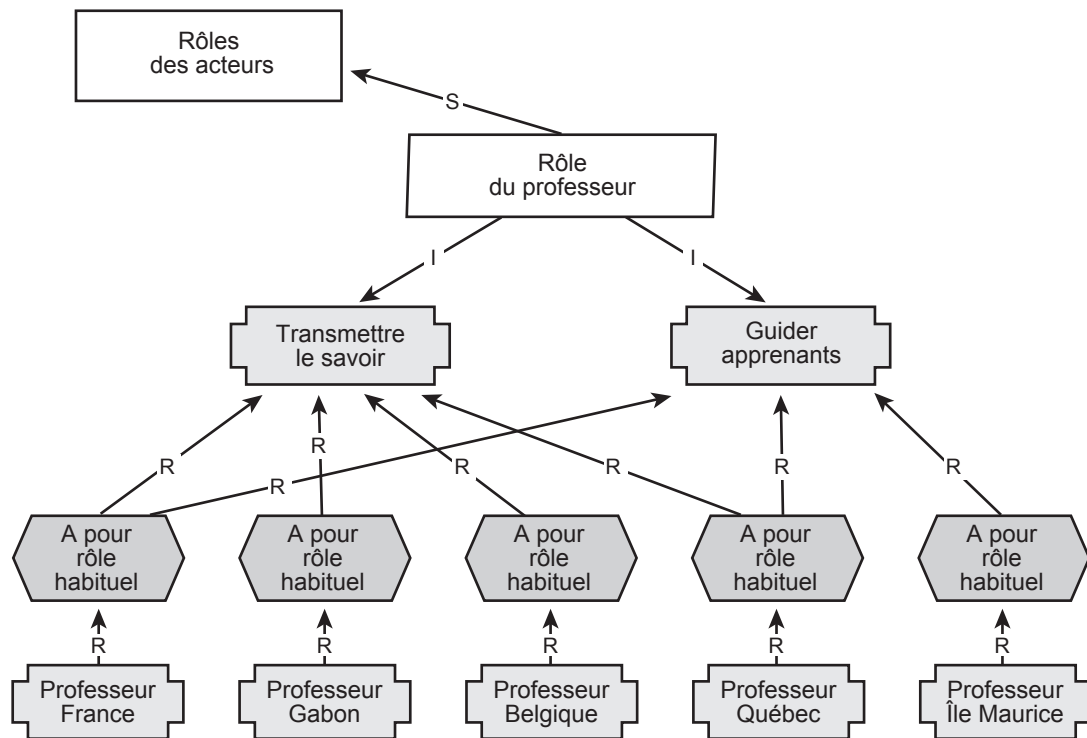 Rôles
des acteurs
S
Rôle
du professeur
I
I
Transmettre
le savoir
Guider
apprenants
R
R
R
R
R
R
R
A pour
rôle
habituel
A pour
rôle
habituel
A pour
rôle
habituel
A pour
rôle
habituel
A pour
rôle
habituel
R
R
R
R
R
Professeur
France
Professeur
Gabon
Professeur
Belgique
Professeur
Québec
Professeur
Île Maurice